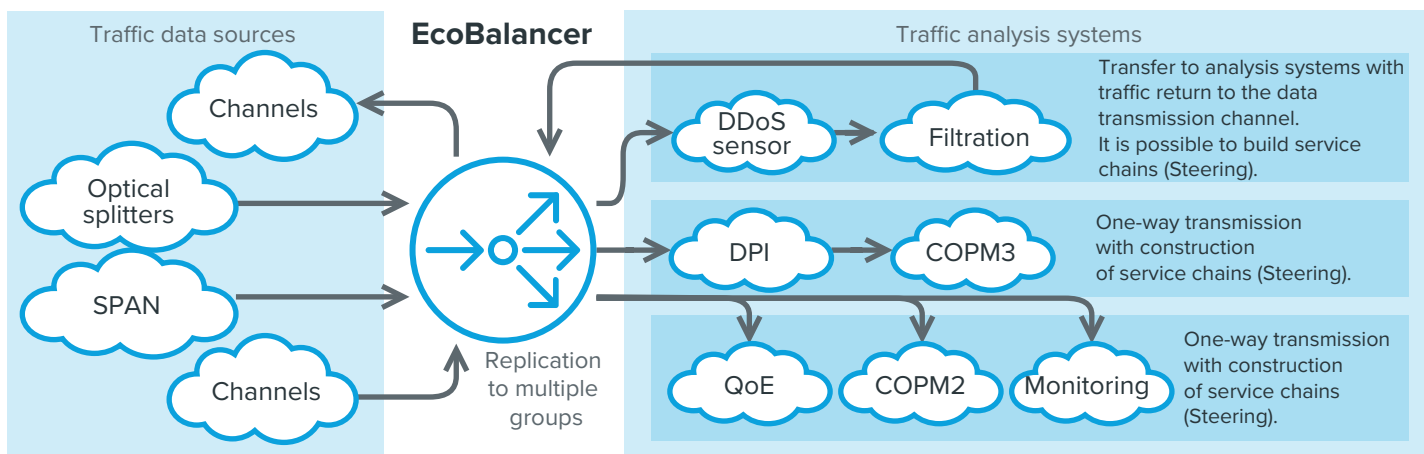 Traffic data sources
Channels
Optical
splitters
SPAN
Channels
EcoBalancer
Replication
to multiple
groups
Traffic analysis systems
DDoS
sensor
Filtration
Transfer to analysis systems with
traffic return to the data
transmission channel.
It is possible to build service
chains (Steering).
DPI
COPM3
One-way transmission
with construction
of service chains (Steering).
QoE
COPM2
Monitoring
One-way transmission
with construction
of service chains
(Steering).